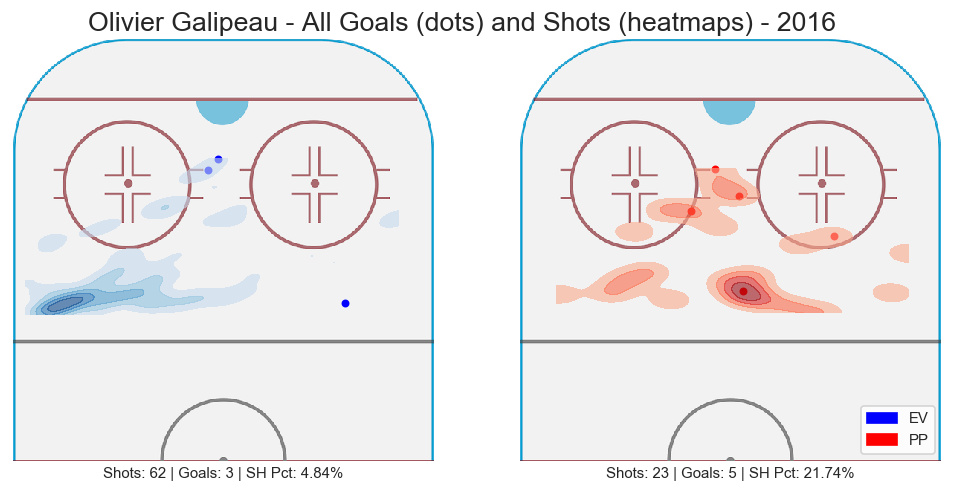 Olivier Galipeau - All Goals (dots) and Shots (heatmaps) - 2016
EV
PP
Shots: 62 | Goals: 3 | SH Pct: 4.84%
Shots: 23 | Goals: 5 | SH Pct: 21.74%